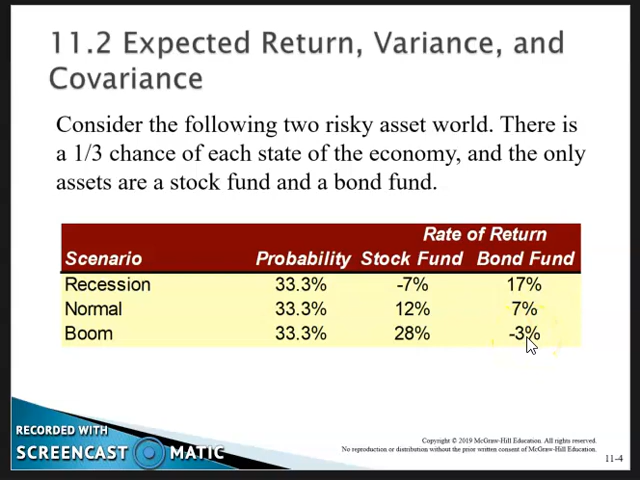 11.2 Expected Return, Variance, and
Covariance
Consider the following two risky asset world. There is
a 1/3 chance of each state of the economy, and the only
assets are a stock fund and a bond fund.
Rate of Return
Scenario Probability Stock Fund Bond Fund
Recession 33.3% -7% 17%
Normal 33.3% 12% 7%
Boom 33.3% 28% -3%
RECORDED WITH
SCREENCAST MATIC
Copyright © 2019 McGraw-Hill Education. All rights reserved.
No reproduction or distribution without the prior written consent of McGraw-Hill Education.
11-4